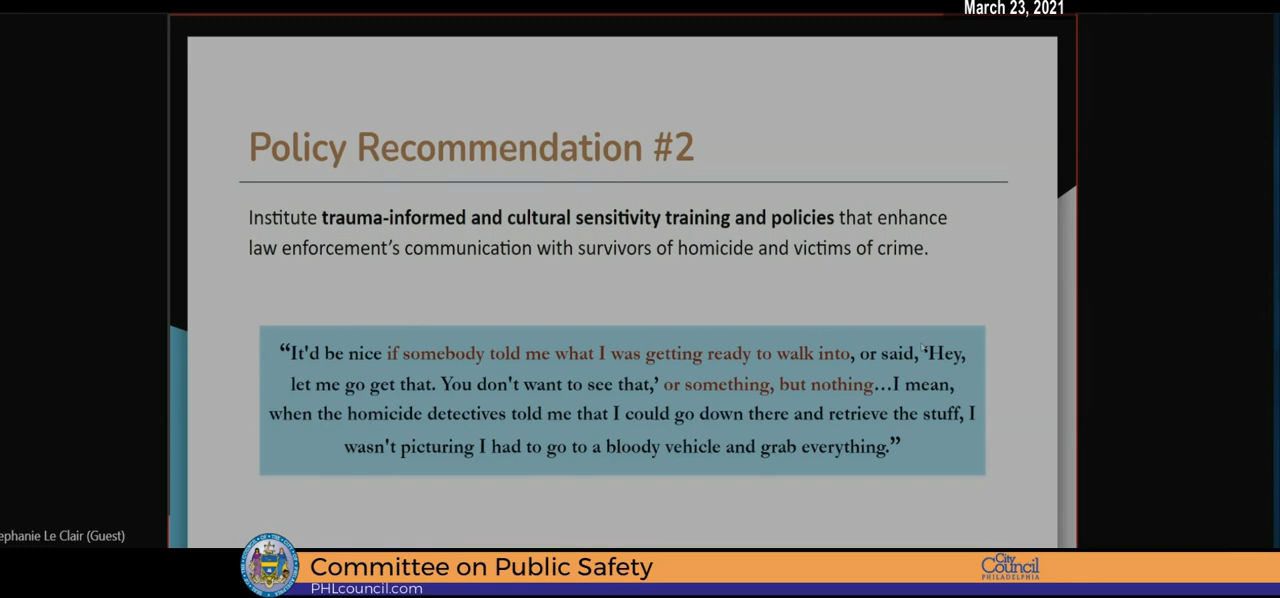 March 23, 2021
Policy Recommendation #2
Institute trauma-informed and cultural sensitivity training and policies that enhance
law enforcement's communication with survivors of homicide and victims of crime.
“It'd be nice if somebody told me what I was getting ready to walk into, or said, ‘Hey,
let me go get that. You don't want to see that,’ or something, but nothing…I mean,
when the homicide detectives told me that I could go down there and retrieve the stuff, I
wasn't picturing I had to go to a bloody vehicle and grab everything.”
ephanie Le Clair (Guest)
Committee on Public Safety
City
Council
PHILADELPHIA
PHLcouncil.com